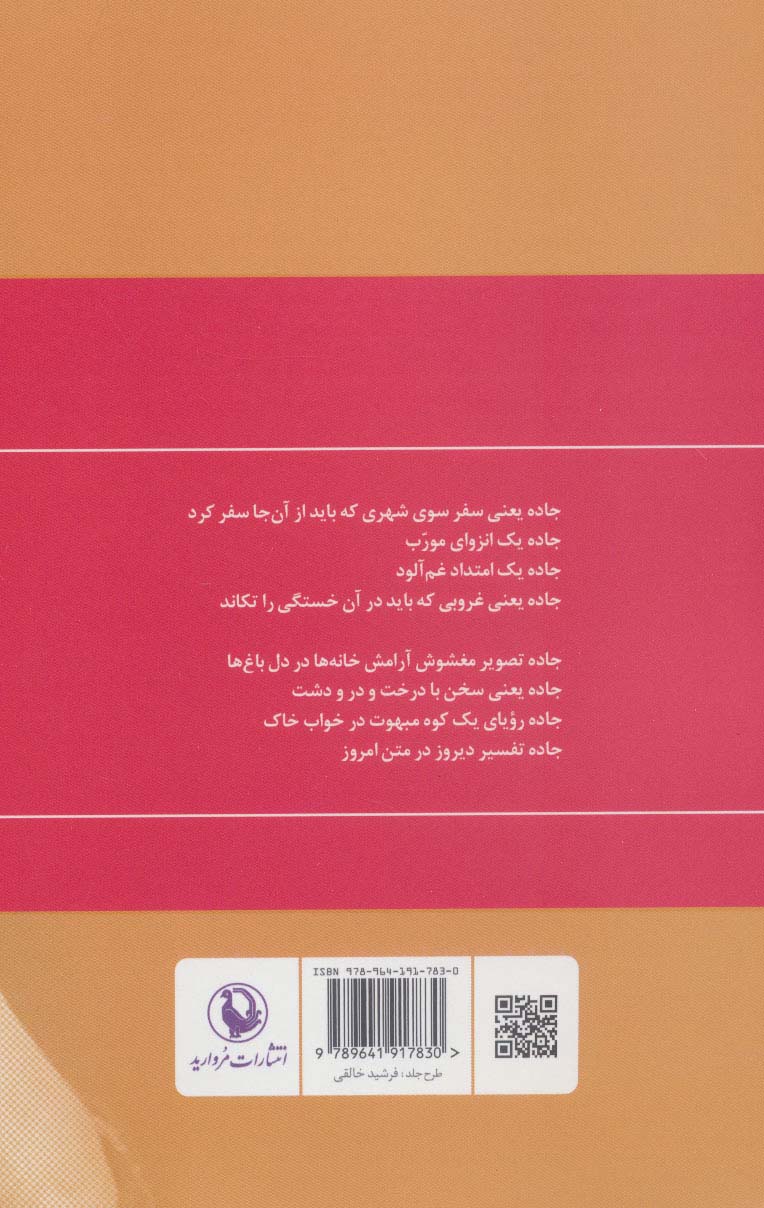 جاده یعنی سفر سوی شهری که باید از آن‌جا سفر کرد
جاده یک انزوای مورّب
جاده یک امتداد غم‌آلود
جاده یعنی غروبی که باید در آن خستگی را تکاند
جاده تصویر مغشوش آرامش خانه‌ها در دل باغ‌ها
جاده یعنی سخن با درخت و در و دشت
جاده رؤیای یک کوه مبهوت در خواب خاک
جاده تفسیر دیروز در متن امروز
ISBN 978-964-191-783-0
9 789641 917830 >
طرح جلد: فرشید خالقی
انتشارات مُروارید